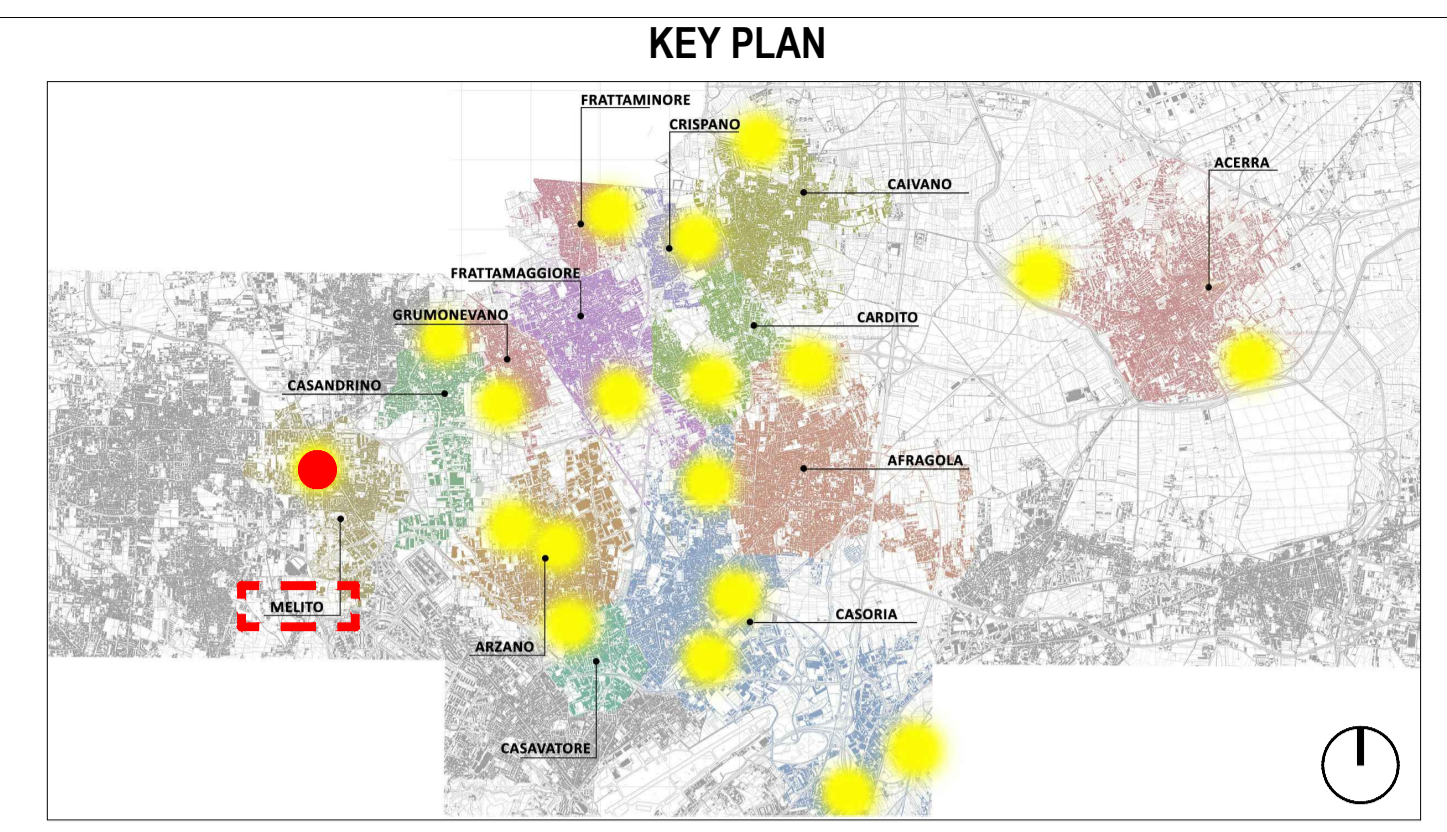 KEY PLAN
FRATTAMINORE
CRISPANO
ACERRA
CAIVANO
FRATTAMAGGIORE
GRUMONEVANO
CARDITO
CASANDRINO
AFRAGOLA
MELITO
CASORIA
ARZANO
CASAVATORE